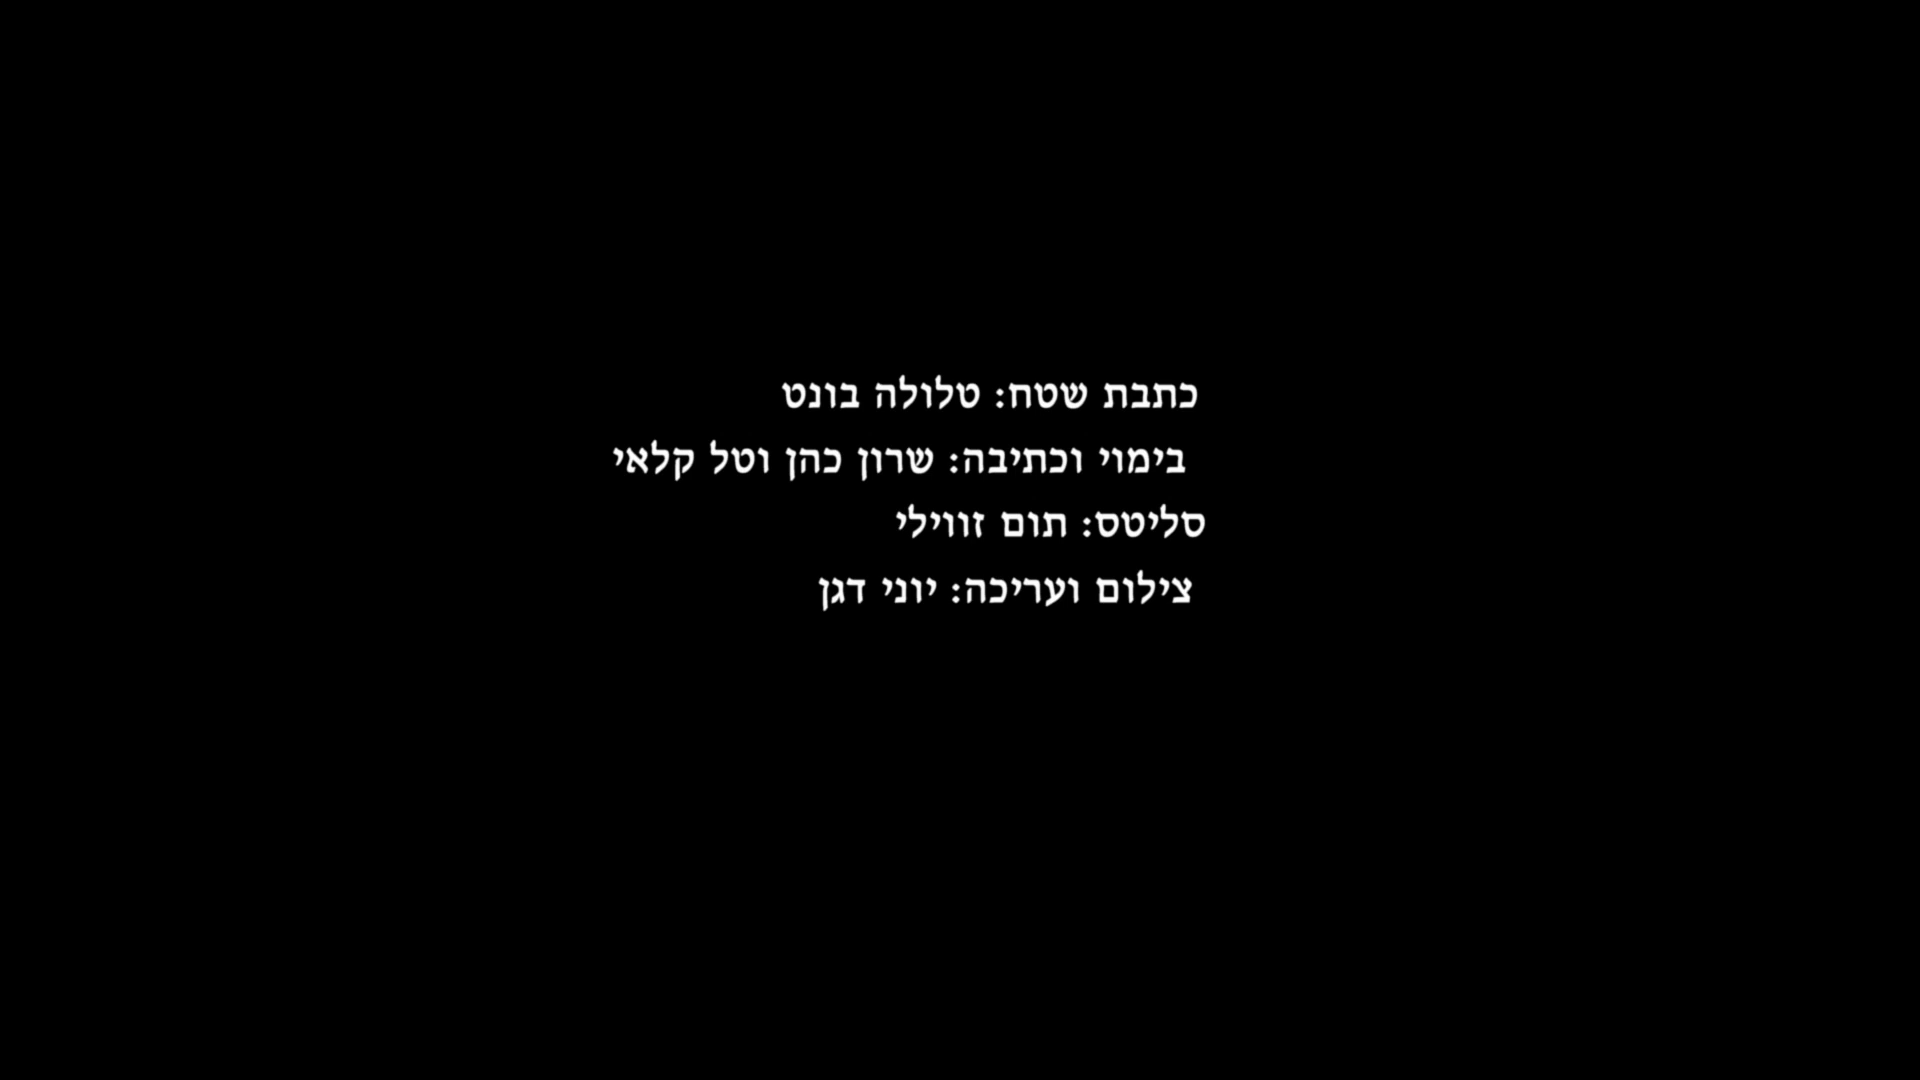 כתבת שטח: טלולה בונט
בימוי וכתיבה: שרון כהן וטל קלאי
סליטס: תום זווילי
צילום ועריכה: יוני דגן